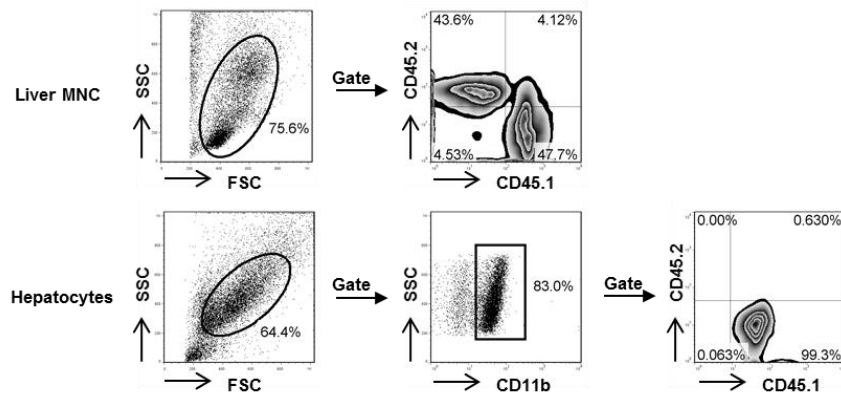 43.6% 4.12%
Liver MNC SSC Gate CD45.2
75.6%
4.53% 47.7%
FSC CD45.1
0.00% 0.630%
Hepatocytes SSC Gate SSC 83.0% Gate CD45.2
64.4%
0.063% 99.3%
FSC CD11b CD45.1